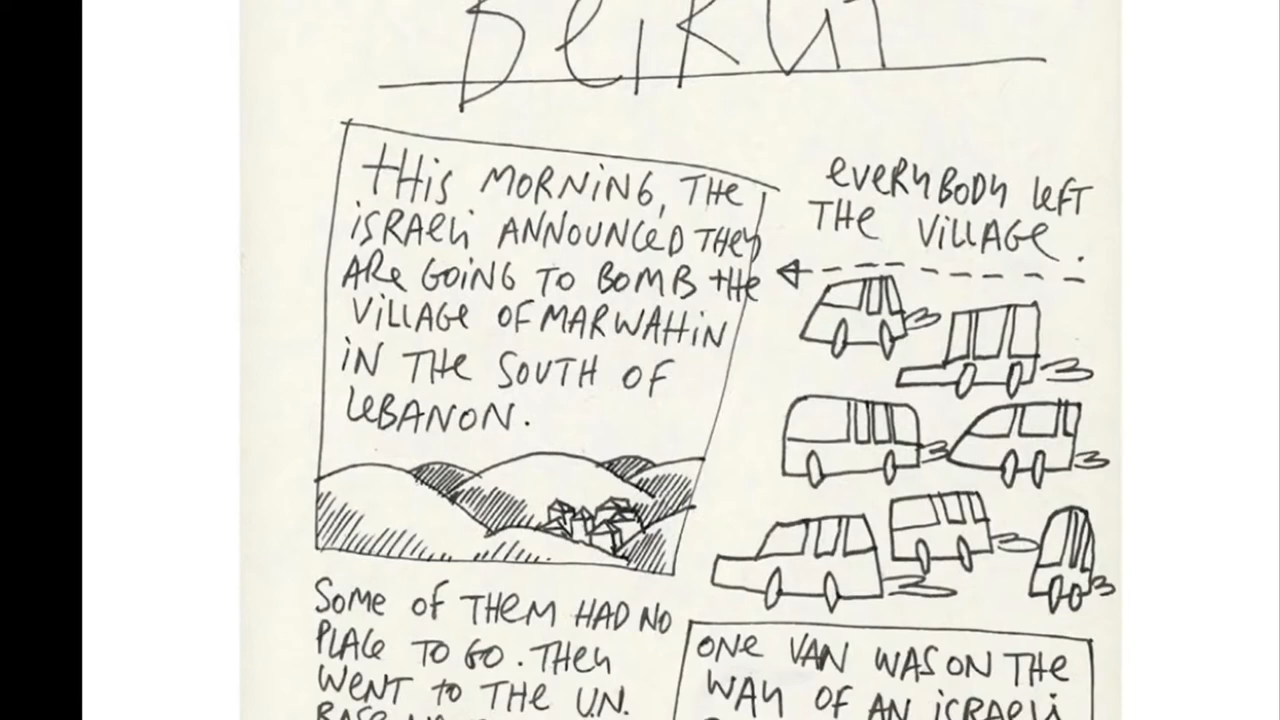 BeiRut
tHiS MORNiNG, THe
iSRAeli ANNOUNCeD THey
ARe GOiNG TO BOMB tHe
ViLLAGe OF MARWAHiN
iN THe SOUTH OF
LeBANON.
eVeRyBODy LeFT
THe ViLLAGe.
SOMe OF THeM HAD NO
PLACe TO GO. THey
WeNT tO THe U.N.
ONe VAN WAS ON THe
WAy OF AN iSRAeli